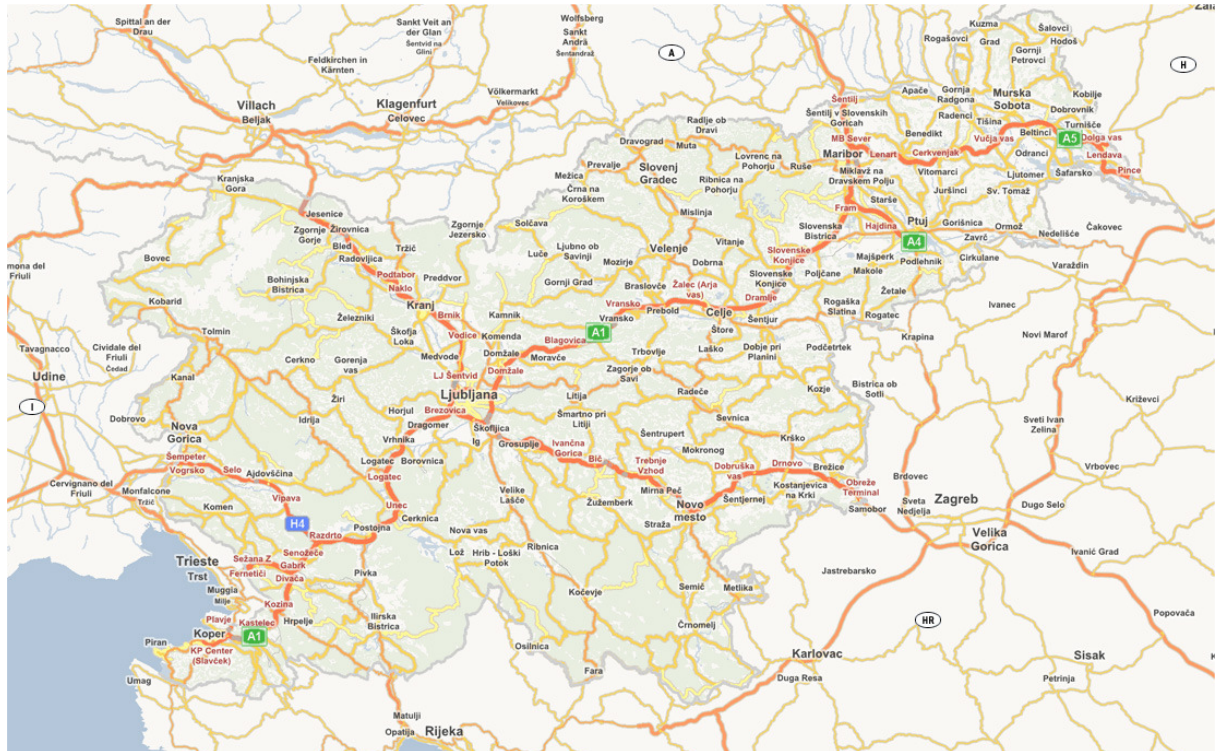 Spittal an der
Drau
Sankt Veit an
der Glan
Šentvid na
Glini
Wolfsberg
Sankt
Andrä
Šentandraž
A
H
Feldkirchen in
Kärnten
Villach
Beljak
Klagenfurt
Celovec
Völkermarkt
Velikovec
Kuzma
Šalovci
Rogašovci
Grad
Hodoš
Gornji
Petrovci
Šentilj
Apače
Gornja
Radgona
Murska
Sobota
Kobilje
Šentilj v Slovenskih
Goricah
Radenci
Dobrovnik
Radlje ob
Dravi
Tišina
Turnišče
MB Sever
Benedikt
Vučja vas
Beltinci
A5
Dolga vas
Dravograd
Muta
Maribor
Lenart
Cerkvenjak
Odranci
Lendava
Prevalje
Slovenj
Gradec
Lovrenc na
Pohorju
Ruše
Miklavž na
Dravskem Polju
Vitomarci
Ljutomer
Šafarsko
Pince
Mežica
Ribnica na
Pohorju
Juršinci
Sv. Tomaž
Črna na
Koroškem
Starše
Kranjska
Gora
Mislinja
Fram
Ptuj
Gorišnica
Jesenice
Žirovnica
Zgornje
Gorje
Bled
Radovljica
Tržič
Zgornje
Jezersko
Solčava
Slovenska
Bistrica
Hajdina
A4
Ormož
Nedelišče
Čakovec
Zavrč
Bovec
Luče
Ljubno ob
Savinji
Velenje
Vitanje
Slovenske
Konjice
Majšperk
Podlehnik
Cirkulane
Varaždin
Bohinjska
Bistrica
Podtabor
Naklo
Preddvor
Mozirje
Dobrna
Slovenske
Konjice
Poljčane
Makole
Gornji Grad
Braslovče
Žalec (Arja
vas)
Dramlje
Žetale
Kobarid
Železniki
Kranj
Brnik
Kamnik
Vransko
Vransko
Prebold
Celje
Šentjur
Rogaška
Slatina
Rogatec
Ivanec
Tolmin
Škofja
Loka
Vodice
Komenda
A1
Štore
Krapina
Novi Marof
Tavagnacco
Cividale del
Friuli
Čedad
Cerkno
Gorenja
vas
Medvode
Domžale
Blagovica
Moravče
Trbovlje
Laško
Dobje pri
Planini
Podčetrtek
Udine
Kanal
LJ Šentvid
Domžale
Zagorje ob
Savi
Bistrica ob
Sotli
I
Žiri
Ljubljana
Litija
Radeče
Kozje
Križevci
Dobrovo
Idrija
Horjul
Brezovica
Šmartno pri
Litiji
Sevnica
Nova
Gorica
Dragomer
Škofljica
Sveti Ivan
Zelina
Vrhnika
Ig
Grosuplje
Ivančna
Gorica
Šentrupert
Krško
Šempeter
Vogrsko
Selo
Ajdovščina
Logatec
Logatec
Borovnica
Bič
Mokronog
Trebnje
Vzhod
Dobruška
vas
Drnovo
Brežice
Vrbovec
Cervignano del
Friuli
Monfalcone
Tržič
Vipava
Velike
Lašče
Mirna Peč
Kostanjevica
na Krki
Obreže
Terminal
Brdovec
Zagreb
Komen
Unec
Žužemberk
Šentjernej
Novo
mesto
Samobor
Sveta
Nedjelja
Dugo Selo
H4
Razdrto
Postojna
Cerknica
Nova vas
Straža
Velika
Gorica
Trieste
Trst
Sežana Z
Senožeče
Gabrk
Lož
Hrib - Loški
Potok
Ribnica
Ivanić Grad
Fernetiči
Divača
Pivka
Jastrebarsko
Muggia
Milje
Kočevje
Semič
Metlika
Kozina
Plavje
Kastelec
Hrpelje
Ilirska
Bistrica
Popovača
Piran
Koper
A1
Črnomelj
HR
KP Center
(Slavček)
Osilnica
Karlovac
Sisak
Umag
Fara
Duga Resa
Petrinja
Matulji
Opatija
Rijeka